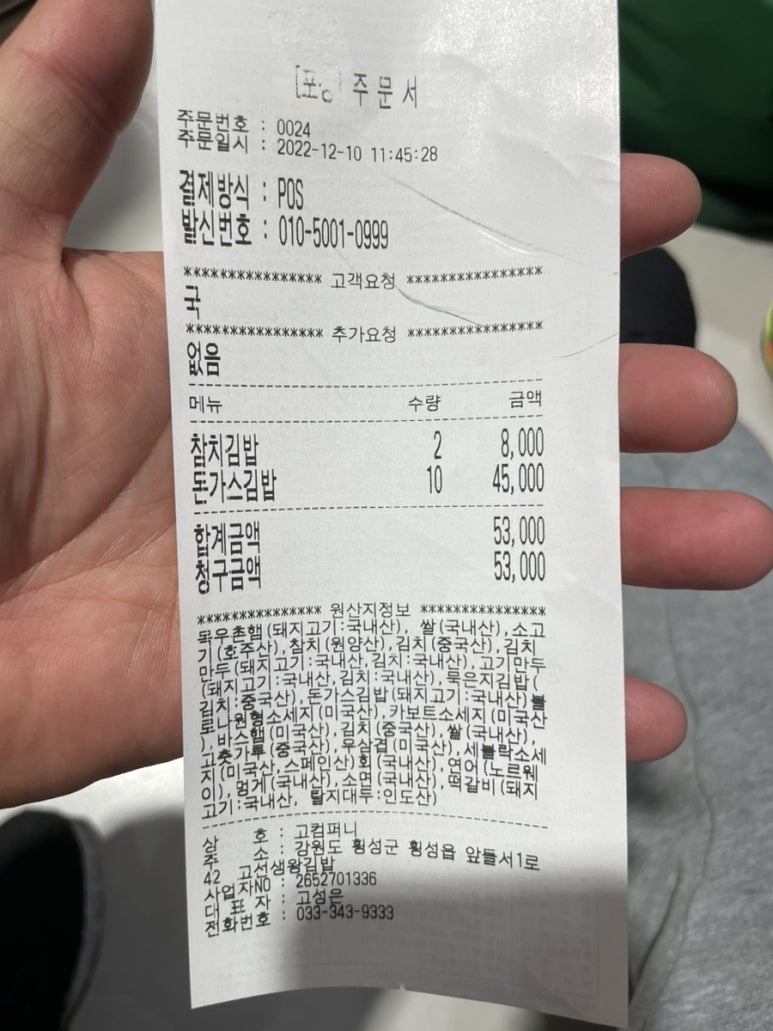 [포장] 주 문 서
주문번호 : 0024
주문일시 : 2022-12-10 11:45:28
결제방식 : POS
발신번호 : 010-5001-0999
**************** 고객요청 ****************
국
**************** 추가요청 ****************
없음
메뉴 수량 금액
참치김밥 2 8,000
돈가스김밥 10 45,000
합계금액 53,000
청구금액 53,000
*************** 원산지정보 ***************
목우촌햄(돼지고기:국내산), 쌀(국내산),소고
기(호주산),참치(원양산),김치(중국산),김치
만두(돼지고기:국내산,김치:국내산),고기만두
(돼지고기:국내산,김치:국내산),묵은지김밥(
김치:중국산),돈가스김밥(돼지고기:국내산)볼
로냐원형소세지(미국산),카보트소세지(미국산
),바스햄(미국산),김치(중국산),쌀(국내산),
고춧가루(중국산),우삼겹(미국산),세블락소세
지(미국산,스페인산)회(국내산),연어(노르웨
이),멍게(국내산),소면(국내산),떡갈비(돼지
고기:국내산, 탈지대두:인도산)
상 호 : 고컴퍼니
주 소 : 강원도 횡성군 횡성읍 앞들서1로
42 고선생왕김밥
사업자NO : 2652701336
대 표 자 : 고성은
전화번호 : 033-343-9333